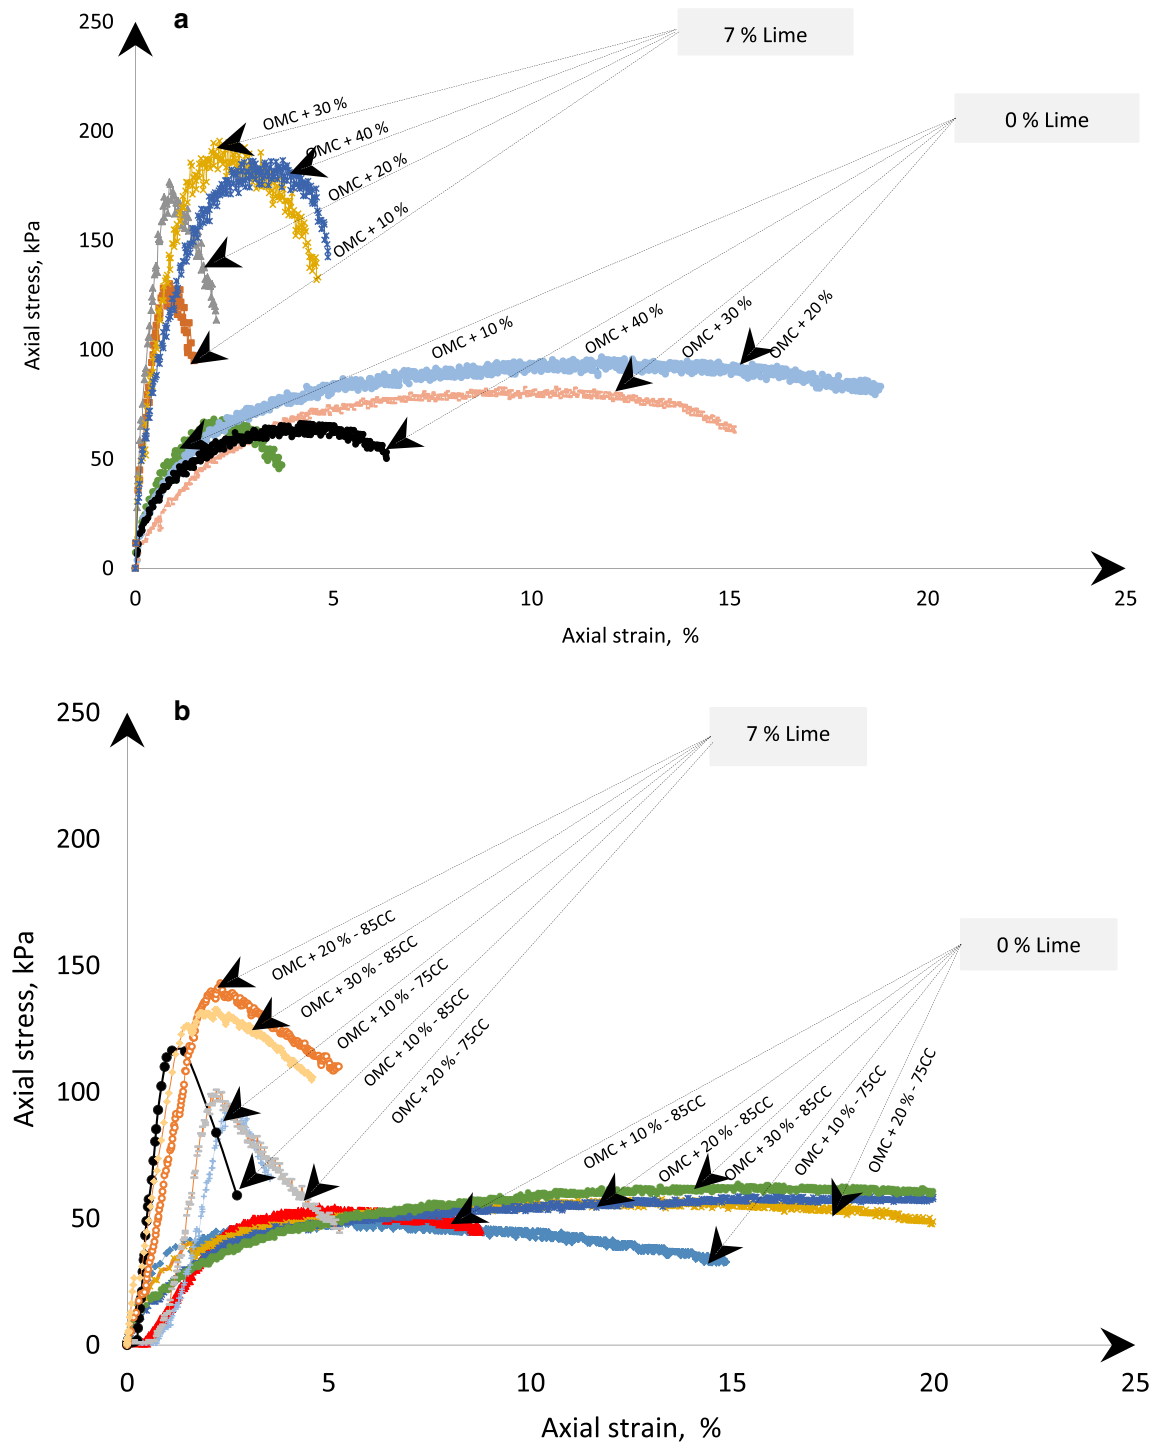 a
250
200
150
100
50
0
0 5 10 15 20 25
Axial stress, kPa
Axial strain, %
7 % Lime
0 % Lime
OMC + 30 %
OMC + 40 %
OMC + 20 %
OMC + 10 %
OMC + 10 %
OMC + 40 %
OMC + 30 %
OMC + 20 %
b
250
200
150
100
50
0
0 5 10 15 20 25
Axial stress, kPa
Axial strain, %
7 % Lime
0 % Lime
OMC + 20 % - 85CC
OMC + 30 % - 85CC
OMC + 10 % - 75CC
OMC + 10 % - 85CC
OMC + 20 % - 75CC
OMC + 10 % - 85CC
OMC + 20 % - 85CC
OMC + 30 % - 85CC
OMC + 10 % - 75CC
OMC + 20 % - 75CC